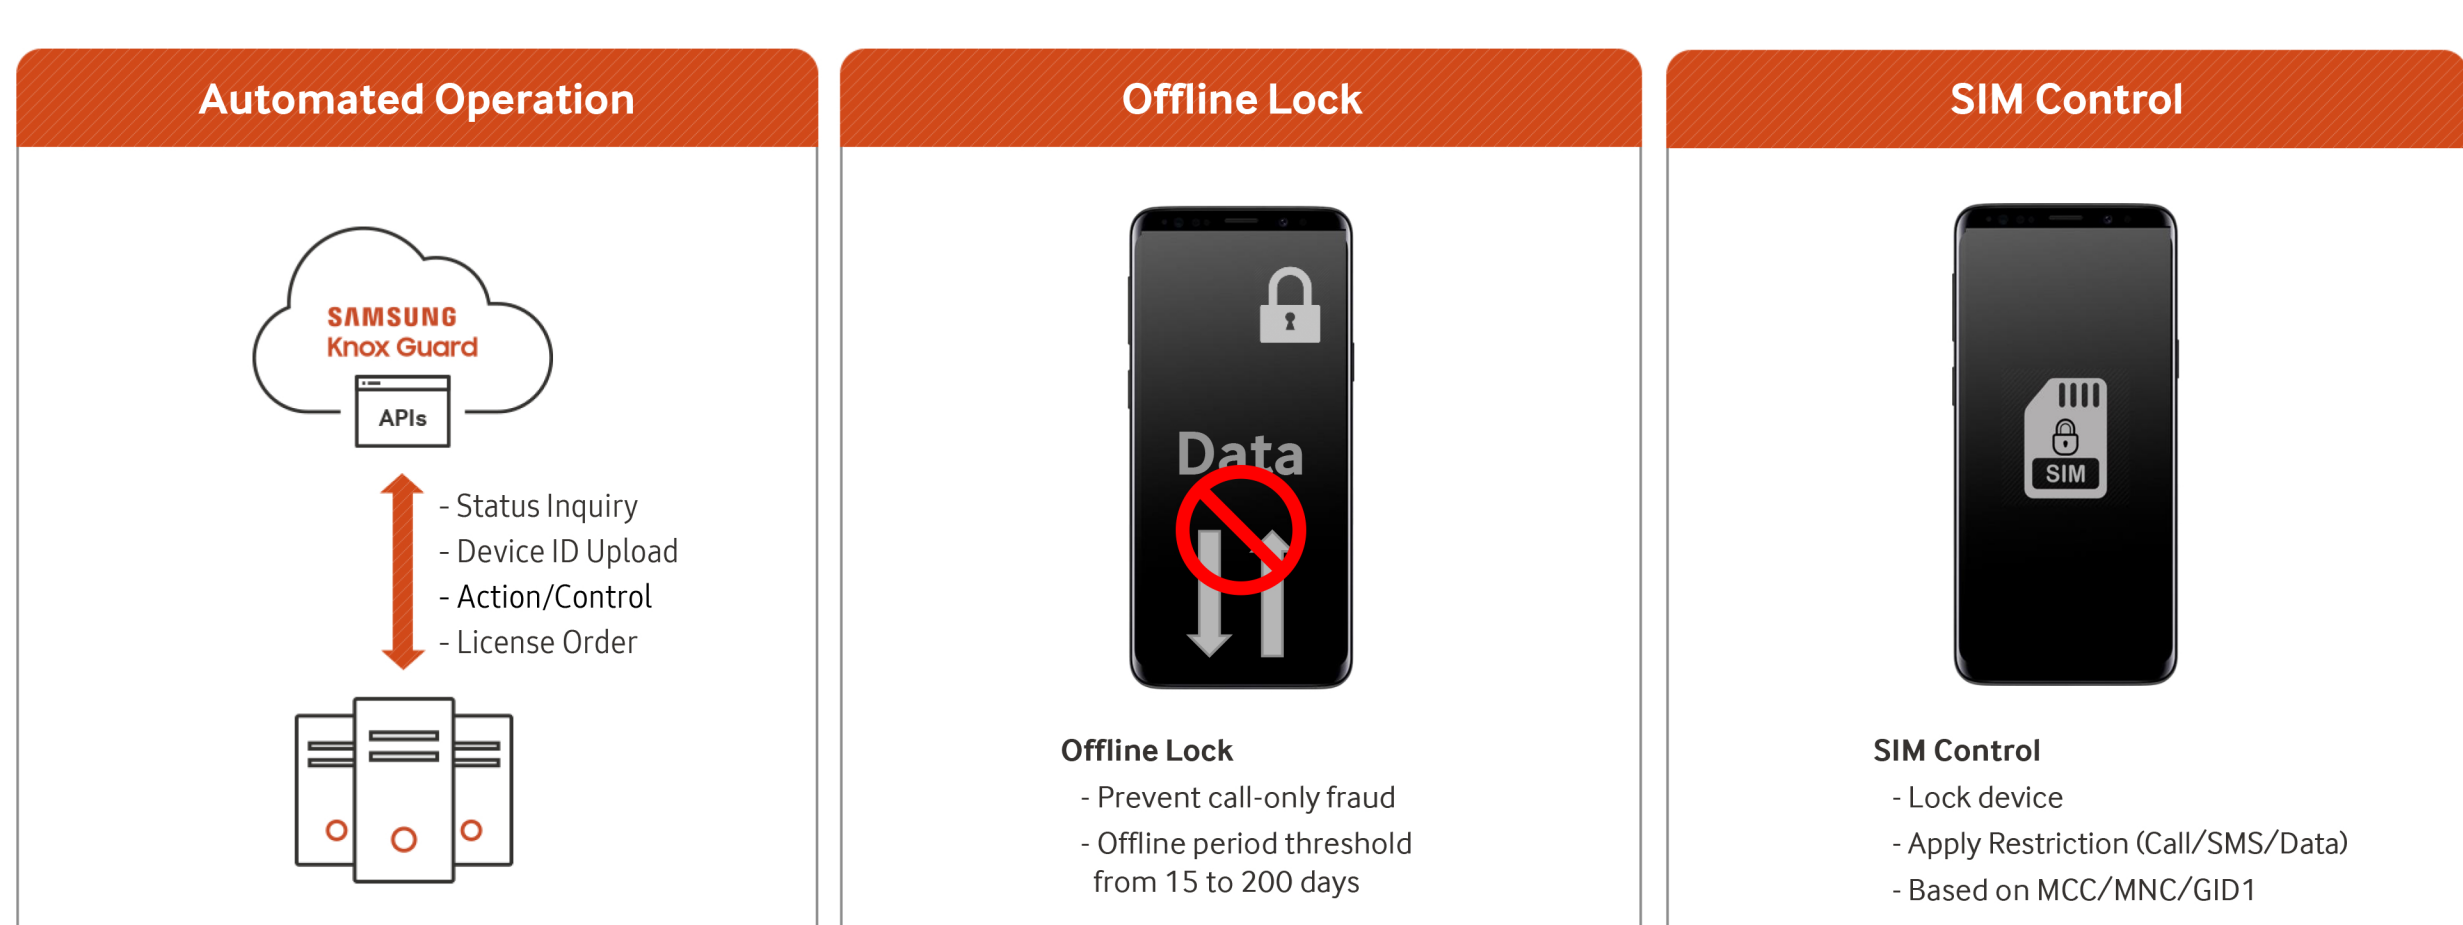 Automated Operation
SAMSUNG
Knox Guard
APIs
- Status Inquiry
- Device ID Upload
- Action/Control
- License Order
Offline Lock
Data
Offline Lock
- Prevent call-only fraud
- Offline period threshold
from 15 to 200 days
SIM Control
SIM
SIM Control
- Lock device
- Apply Restriction (Call/SMS/Data)
- Based on MCC/MNC/GID1